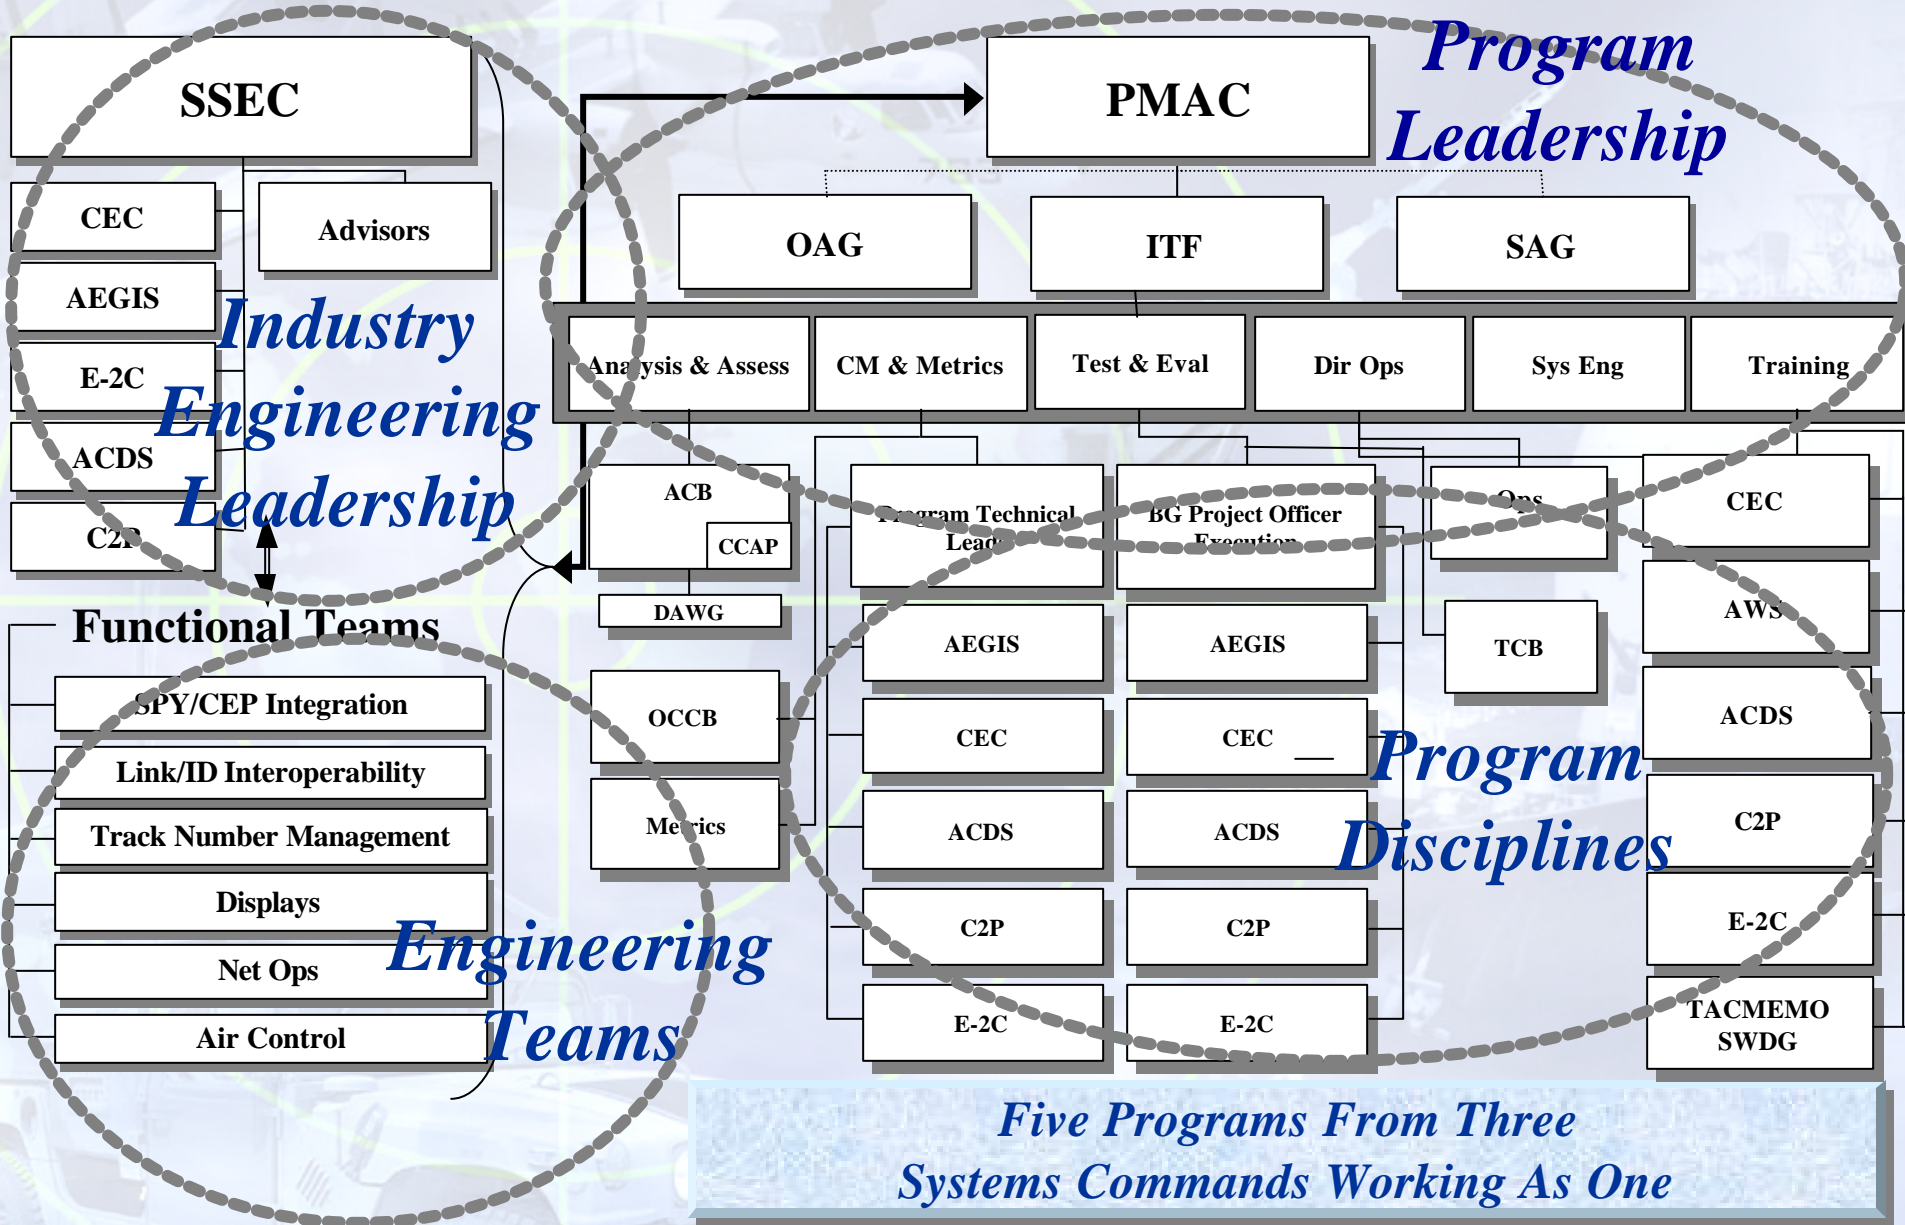 Program
Leadership
SSEC
PMAC
CEC
Advisors
OAG
ITF
SAG
AEGIS
E-2C
ACDS
C2P
Industry
Engineering
Leadership
Analysis & Assess
CM & Metrics
Test & Eval
Dir Ops
Sys Eng
Training
ACB
CCAP
DAWG
OCCB
Metrics
Program Technical
Leads
AEGIS
CEC
ACDS
C2P
E-2C
BG Project Officer
Execution
AEGIS
CEC
ACDS
C2P
E-2C
Ops
TCB
CEC
AWS
ACDS
C2P
E-2C
TACMEMO
SWDG
Program
Disciplines
Functional Teams
SPY/CEP Integration
Link/ID Interoperability
Track Number Management
Displays
Net Ops
Air Control
Engineering
Teams
Five Programs From Three
Systems Commands Working As One